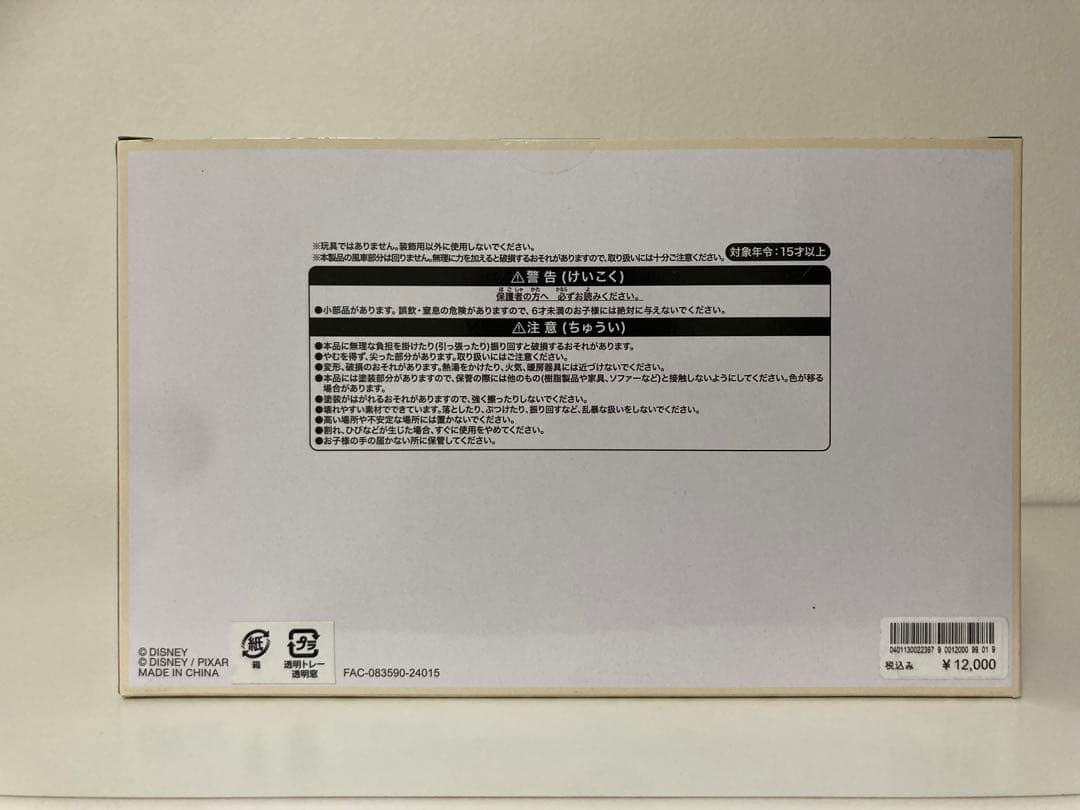 ※玩具ではありません。装飾用以外に使用しないでください。
※本製品の風車部分は回りません。無理に力を加えると破損するおそれがありますので、取り扱いには十分ご注意ください。
対象年令：15才以上
⚠警告(けいこく)
保護者の方へ 必ずお読みください。
●小部品があります。誤飲・窒息の危険がありますので、6才未満のお子様には絶対に与えないでください。
⚠注意(ちゅうい)
●本品に無理な負担を掛けたり(引っ張ったり)振り回すと破損するおそれがあります。
●やむを得ず、尖った部分があります。取り扱いにはご注意ください。
●変形、破損のおそれがあります。熱湯をかけたり、火気、暖房器具には近づけないでください。
●本品には塗装部分がありますので、保管の際には他のもの(樹脂製品や家具、ソファーなど)と接触しないようにしてください。色が移る
場合があります。
●塗装がはがれるおそれがありますので、強く擦ったりしないでください。
●壊れやすい素材でできています。落としたり、ぶつけたり、振り回すなど、乱暴な扱いをしないでください。
●高い場所や不安定な場所には置かないでください。
●割れ、ひびなどが生じた場合、すぐに使用をやめてください。
●お子様の手の届かない所に保管してください。
© DISNEY
© DISNEY / PIXAR
MADE IN CHINA
紙
箱
プラ
透明トレー
透明窓
FAC-083590-24015
0401130022397 9 0012000 99 01 9
税込み ¥12,000